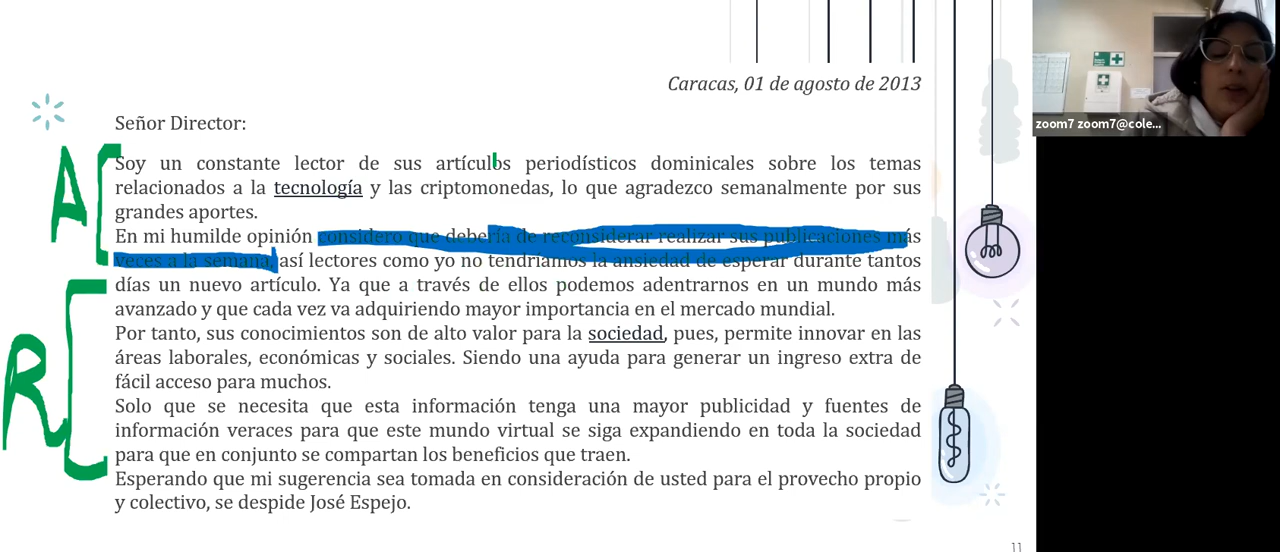 Caracas, 01 de agosto de 2013
Señor Director:
A
Soy un constante lector de sus artículos periodísticos dominicales sobre los temas
relacionados a la tecnología y las criptomonedas, lo que agradezco semanalmente por sus
grandes aportes.
En mi humilde opinión considero que debería de reconsiderar realizar sus publicaciones más
veces a la semana, así lectores como yo no tendríamos la ansiedad de esperar durante tantos
días un nuevo artículo. Ya que a través de ellos podemos adentrarnos en un mundo más
avanzado y que cada vez va adquiriendo mayor importancia en el mercado mundial.
R
Por tanto, sus conocimientos son de alto valor para la sociedad, pues, permite innovar en las
áreas laborales, económicas y sociales. Siendo una ayuda para generar un ingreso extra de
fácil acceso para muchos.
Solo que se necesita que esta información tenga una mayor publicidad y fuentes de
información veraces para que este mundo virtual se siga expandiendo en toda la sociedad
para que en conjunto se compartan los beneficios que traen.
Esperando que mi sugerencia sea tomada en consideración de usted para el provecho propio
y colectivo, se despide José Espejo.
11
zoom7 zoom7@cole...